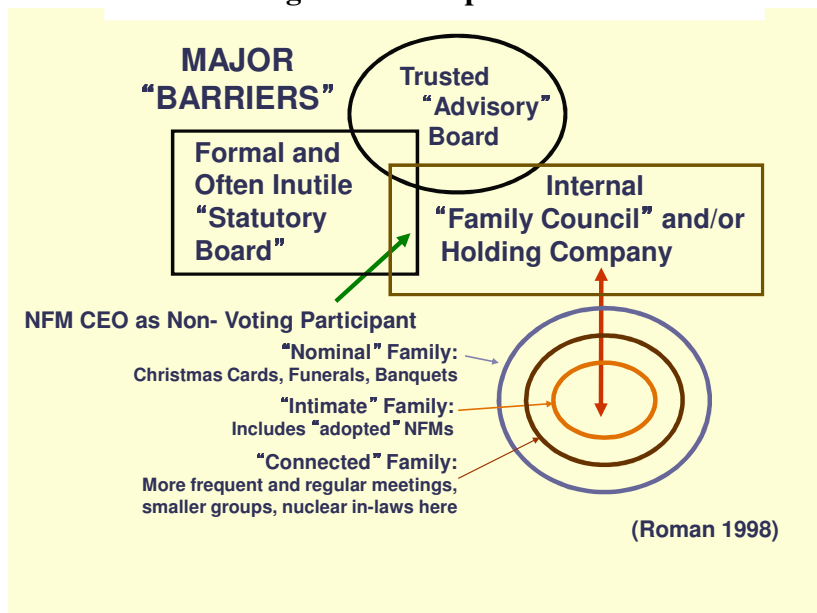 MAJOR
“BARRIERS”
Trusted
“Advisory”
Board
Formal and
Often Inutile
“Statutory
Board”
Internal
“Family Council” and/or
Holding Company
NFM CEO as Non- Voting Participant
“Nominal” Family:
Christmas Cards, Funerals, Banquets
“Intimate” Family:
Includes “adopted” NFMs
“Connected” Family:
More frequent and regular meetings,
smaller groups, nuclear in-laws here
(Roman 1998)